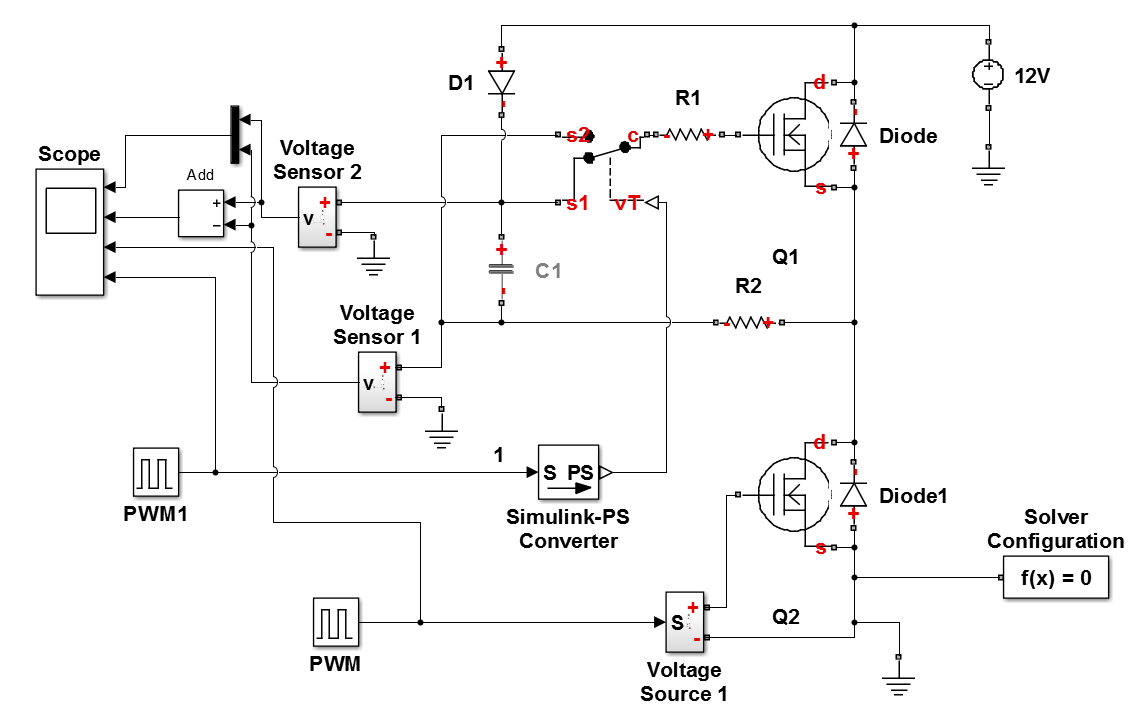 D1
R1
d
12V
Diode
s2
c
Scope
Voltage
Sensor 2
Add
+
−
V
s1
vT
s
C1
Q1
R2
Voltage
Sensor 1
V
d
1
S PS
PWM1
Simulink-PS
Converter
Diode1
Solver
Configuration
s
f(x) = 0
S
Q2
PWM
Voltage
Source 1